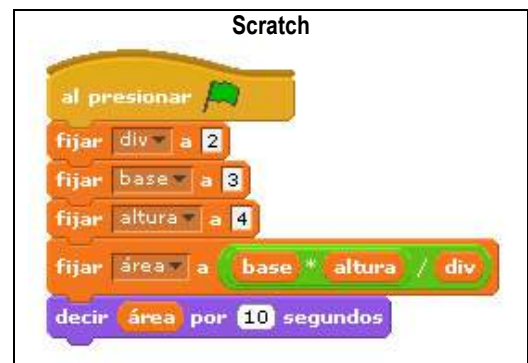 Scratch
al presionar
fijar div a 2
fijar base a 3
fijar altura a 4
fijar área a base * altura / div
decir área por 10 segundos